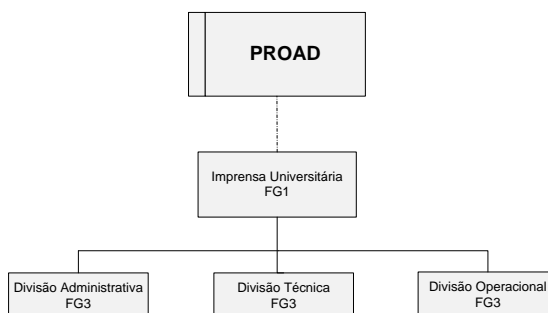 PROAD
Imprensa Universitária
FG1
Divisão Administrativa
FG3
Divisão Técnica
FG3
Divisão Operacional
FG3